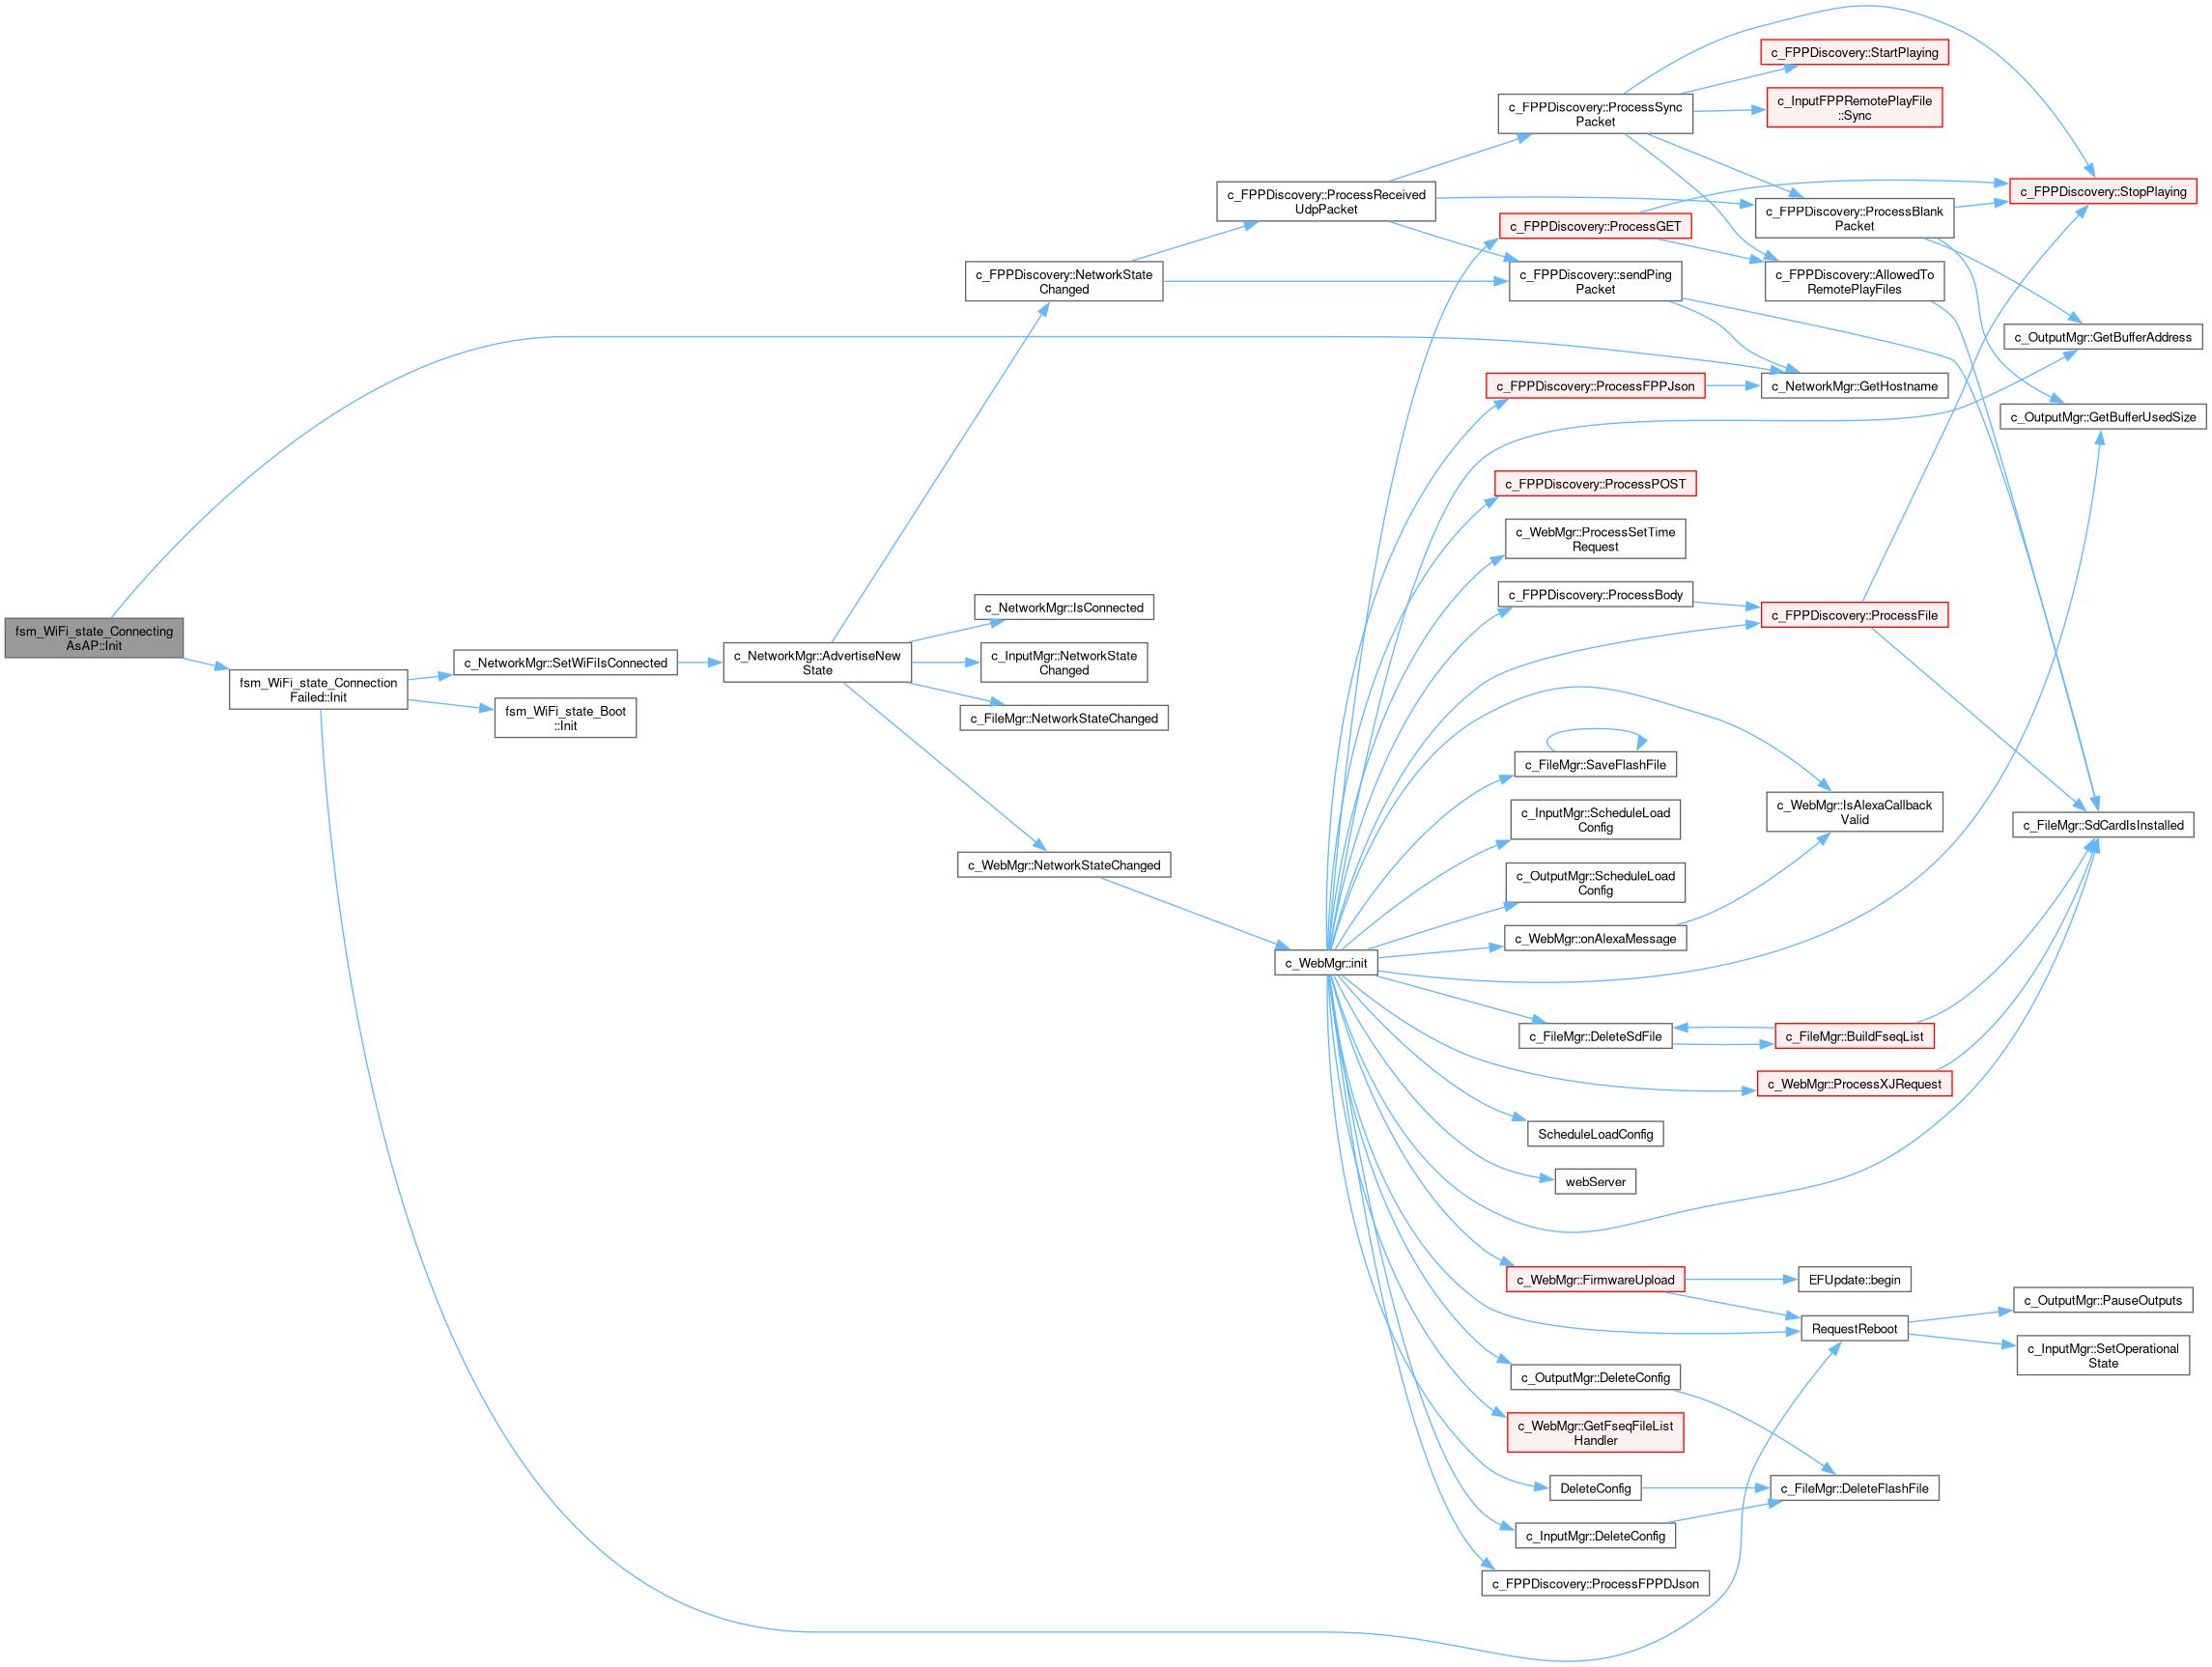 fsm_WiFi_state_Connecting
AsAP::Init
fsm_WiFi_state_Connection
Failed::Init
c_NetworkMgr::SetWiFiIsConnected
fsm_WiFi_state_Boot
::Init
c_NetworkMgr::AdvertiseNew
State
c_FPPDiscovery::NetworkState
Changed
c_NetworkMgr::IsConnected
c_InputMgr::NetworkState
Changed
c_FileMgr::NetworkStateChanged
c_WebMgr::NetworkStateChanged
c_FPPDiscovery::ProcessReceived
UdpPacket
c_WebMgr::init
c_FPPDiscovery::ProcessSync
Packet
c_FPPDiscovery::ProcessGET
c_FPPDiscovery::sendPing
Packet
c_FPPDiscovery::ProcessFPPJson
c_FPPDiscovery::ProcessPOST
c_WebMgr::ProcessSetTime
Request
c_FPPDiscovery::ProcessBody
c_FileMgr::SaveFlashFile
c_InputMgr::ScheduleLoad
Config
c_OutputMgr::ScheduleLoad
Config
c_WebMgr::onAlexaMessage
c_FileMgr::DeleteSdFile
ScheduleLoadConfig
webServer
c_WebMgr::FirmwareUpload
c_OutputMgr::DeleteConfig
c_WebMgr::GetFseqFileList
Handler
DeleteConfig
c_InputMgr::DeleteConfig
c_FPPDiscovery::ProcessFPPDJson
c_FPPDiscovery::StartPlaying
c_InputFPPRemotePlayFile
::Sync
c_FPPDiscovery::ProcessBlank
Packet
c_FPPDiscovery::AllowedTo
RemotePlayFiles
c_NetworkMgr::GetHostname
c_FPPDiscovery::ProcessFile
c_WebMgr::IsAlexaCallback
Valid
c_FileMgr::BuildFseqList
c_WebMgr::ProcessXJRequest
EFUpdate::begin
RequestReboot
c_FileMgr::DeleteFlashFile
c_FPPDiscovery::StopPlaying
c_OutputMgr::GetBufferAddress
c_OutputMgr::GetBufferUsedSize
c_FileMgr::SdCardIsInstalled
c_OutputMgr::PauseOutputs
c_InputMgr::SetOperational
State